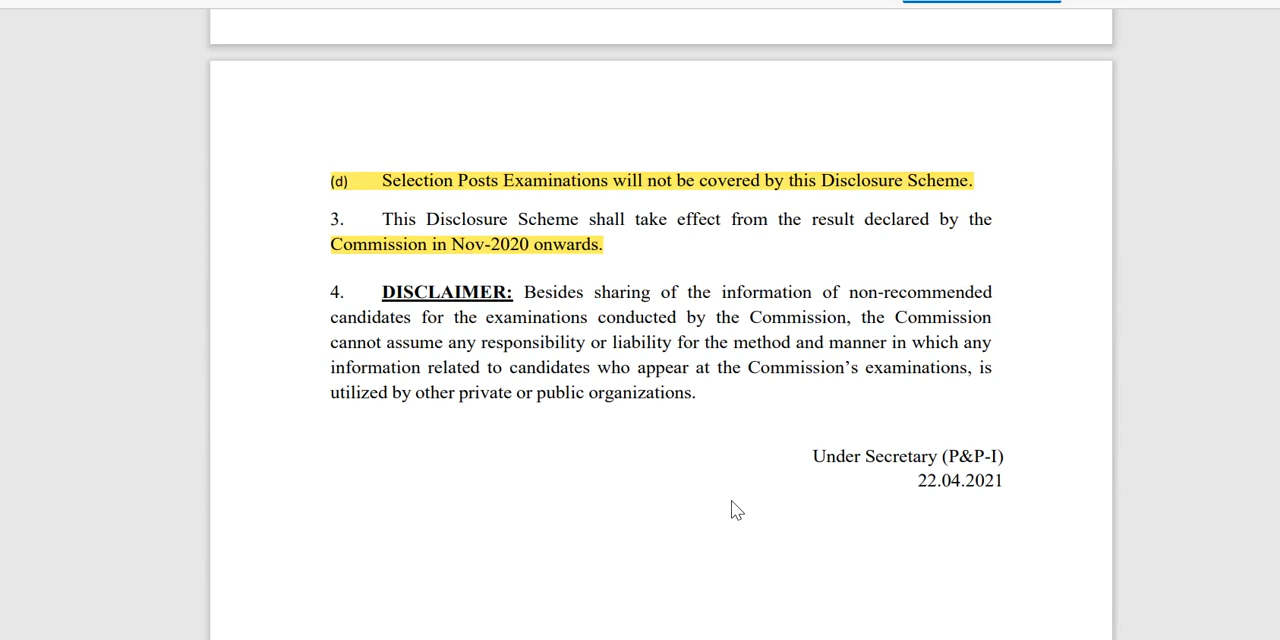 (d) Selection Posts Examinations will not be covered by this Disclosure Scheme.
3. This Disclosure Scheme shall take effect from the result declared by the
Commission in Nov-2020 onwards.
4. DISCLAIMER: Besides sharing of the information of non-recommended
candidates for the examinations conducted by the Commission, the Commission
cannot assume any responsibility or liability for the method and manner in which any
information related to candidates who appear at the Commission’s examinations, is
utilized by other private or public organizations.
Under Secretary (P&P-I)
22.04.2021